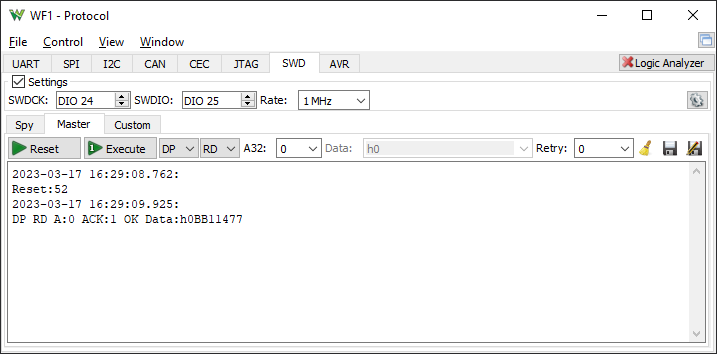 WF1 - Protocol
File Control View Window
UART SPI I2C CAN CEC JTAG SWD AVR Logic Analyzer
Settings
SWDCK: DIO 24 SWDIO: DIO 25 Rate: 1 MHz
Spy Master Custom
Reset 1 Execute DP RD A32: 0 Data: h0 Retry: 0
2023-03-17 16:29:08.762:
Reset:52
2023-03-17 16:29:09.925:
DP RD A:0 ACK:1 OK Data:h0BB11477